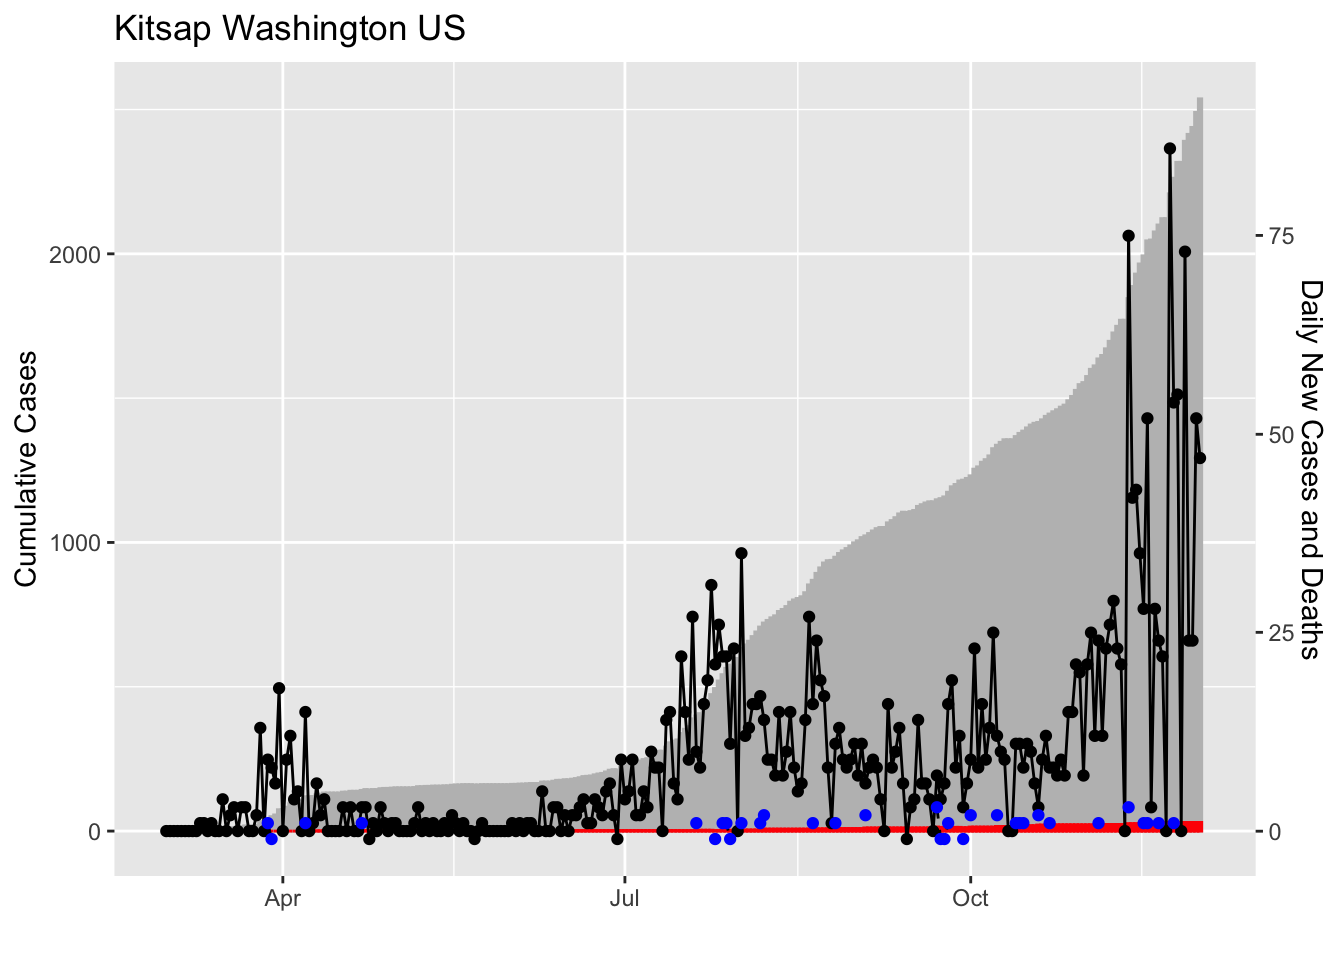 Kitsap Washington US
Cumulative Cases
2000
1000
0
75
50
25
0
Daily New Cases and Deaths
Apr
Jul
Oct